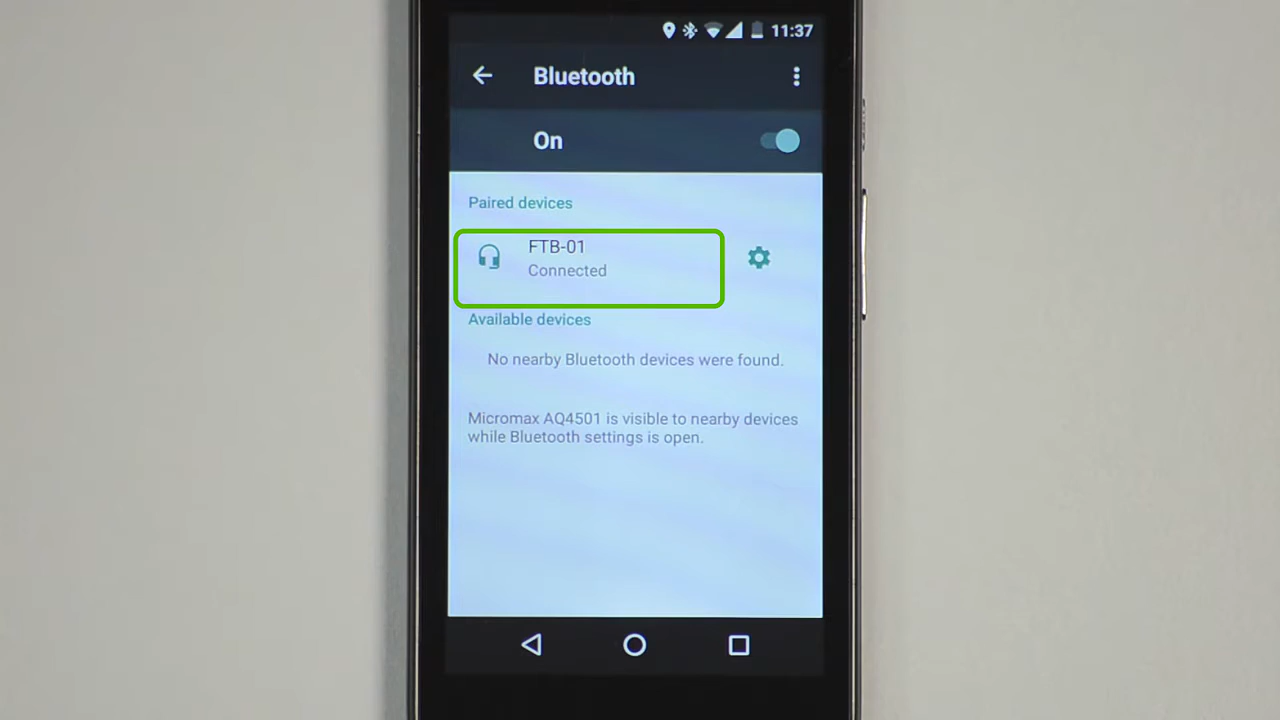 11:37
Bluetooth
On
Paired devices
FTB-01
Connected
Available devices
No nearby Bluetooth devices were found.
Micromax AQ4501 is visible to nearby devices
while Bluetooth settings is open.